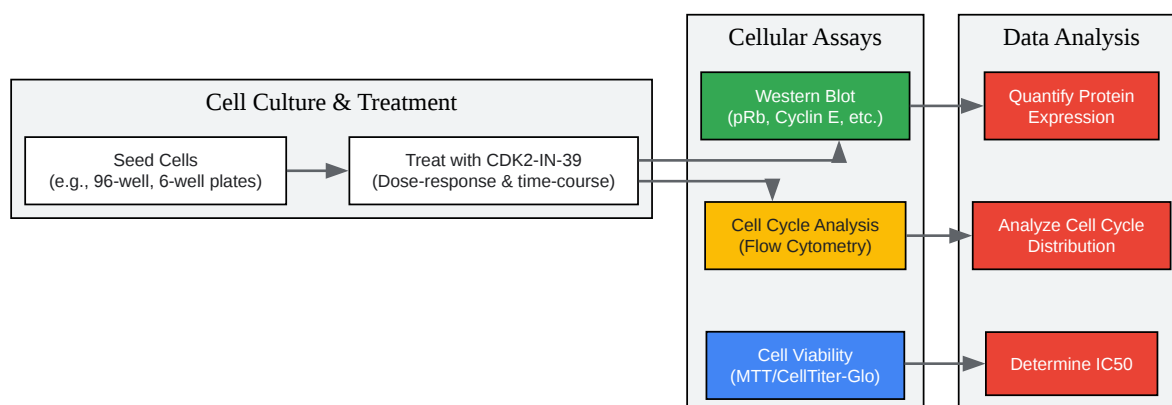 Cellular Assays
Data Analysis
Cell Culture & Treatment
Western Blot
(pRb, Cyclin E, etc.)
Quantify Protein
Expression
Seed Cells
(e.g., 96-well, 6-well plates)
Treat with CDK2-IN-39
(Dose-response & time-course)
Cell Cycle Analysis
(Flow Cytometry)
Analyze Cell Cycle
Distribution
Cell Viability
(MTT/CellTiter-Glo)
Determine IC50